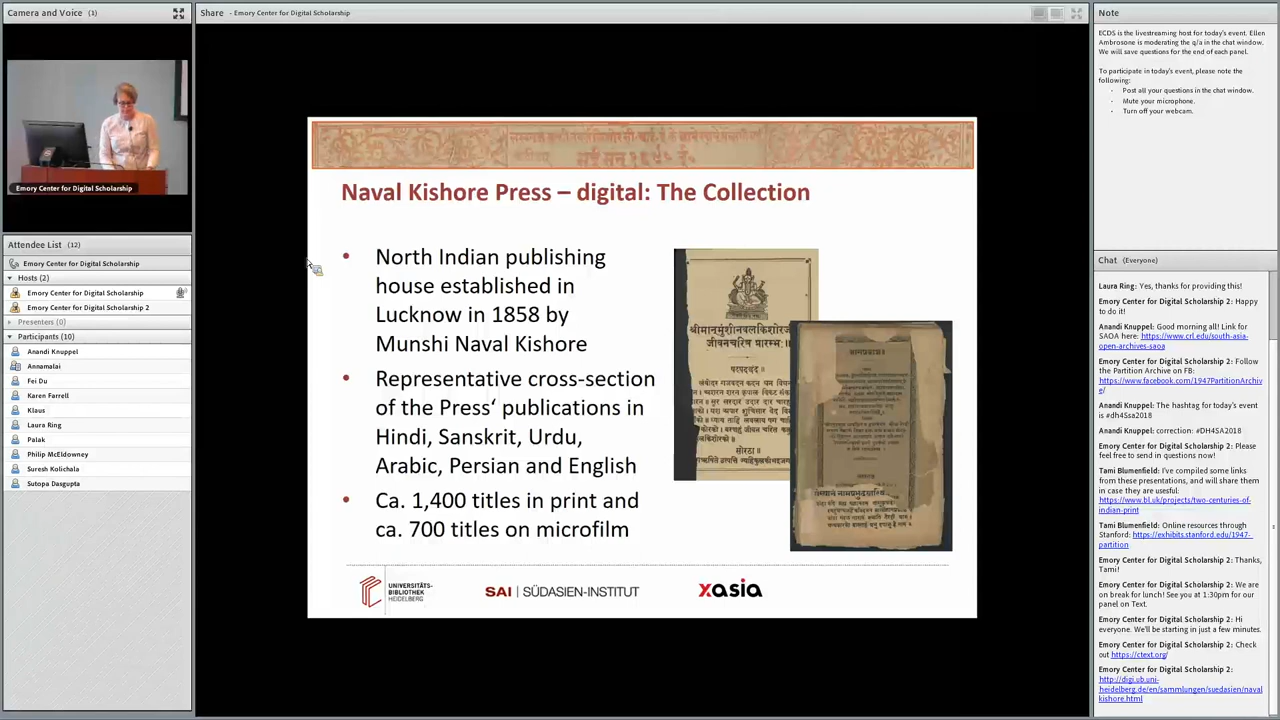 Camera and Voice (1)
Emory Center for Digital Scholarship
Attendee List (12)
Emory Center for Digital Scholarship
Hosts (2)
Emory Center for Digital Scholarship
Emory Center for Digital Scholarship 2
Presenters (0)
Participants (10)
Anandi Knuppel
Annamalai
Fei Du
Karen Farrell
Klaus
Laura Ring
Palak
Philip McEldowney
Suresh Kolichala
Sutopa Dasgupta
Share - Emory Center for Digital Scholarship
Naval Kishore Press – digital: The Collection
• North Indian publishing
house established in
Lucknow in 1858 by
Munshi Naval Kishore
• Representative cross-section
of the Press‘ publications in
Hindi, Sanskrit, Urdu,
Arabic, Persian and English
• Ca. 1,400 titles in print and
ca. 700 titles on microfilm
जीवनचरित्र प्रारम्भः॥
UNIVERSITÄTS-
BIBLIOTHEK
HEIDELBERG
SAI | SÜDASIEN-INSTITUT
xasia
Note
ECDS is the livestreaming host for today's event. Ellen
Ambrosone is moderating the q/a in the chat window.
We will save questions for the end of each panel.
To participate in today's event, please note the
following:
- Post all your questions in the chat window.
- Mute your microphone.
- Turn off your webcam.
Chat (Everyone)
Laura Ring: Yes, thanks for providing this!
Emory Center for Digital Scholarship 2: Happy
to do it!
Anandi Knuppel: Good morning all! Link for
SAOA here: https://www.crl.edu/south-asia-
open-archives-saoa
Emory Center for Digital Scholarship 2: Follow
the Partition Archive on FB:
https://www.facebook.com/1947PartitionArchiv
e/
Anandi Knuppel: The hashtag for today's event
is #dh4Ssa2018
Anandi Knuppel: correction: #DH4SA2018
Emory Center for Digital Scholarship 2: Please
feel free to send in questions now!
Tami Blumenfield: I've compiled some links
from these presentations, and will share them
in case they are useful:
https://www.bl.uk/projects/two-centuries-of-
indian-print
Tami Blumenfield: Online resources through
Stanford: https://exhibits.stanford.edu/1947-
partition
Emory Center for Digital Scholarship 2: Thanks,
Tami!
Emory Center for Digital Scholarship 2: We are
on break for lunch! See you at 1:30pm for our
panel on Text.
Emory Center for Digital Scholarship 2: Hi
everyone. We'll be starting in just a few minutes.
Emory Center for Digital Scholarship 2: Check
out https://ctext.org/
Emory Center for Digital Scholarship 2:
http://digi.ub.uni-
heidelberg.de/en/sammlungen/suedasien/naval
kishore.html